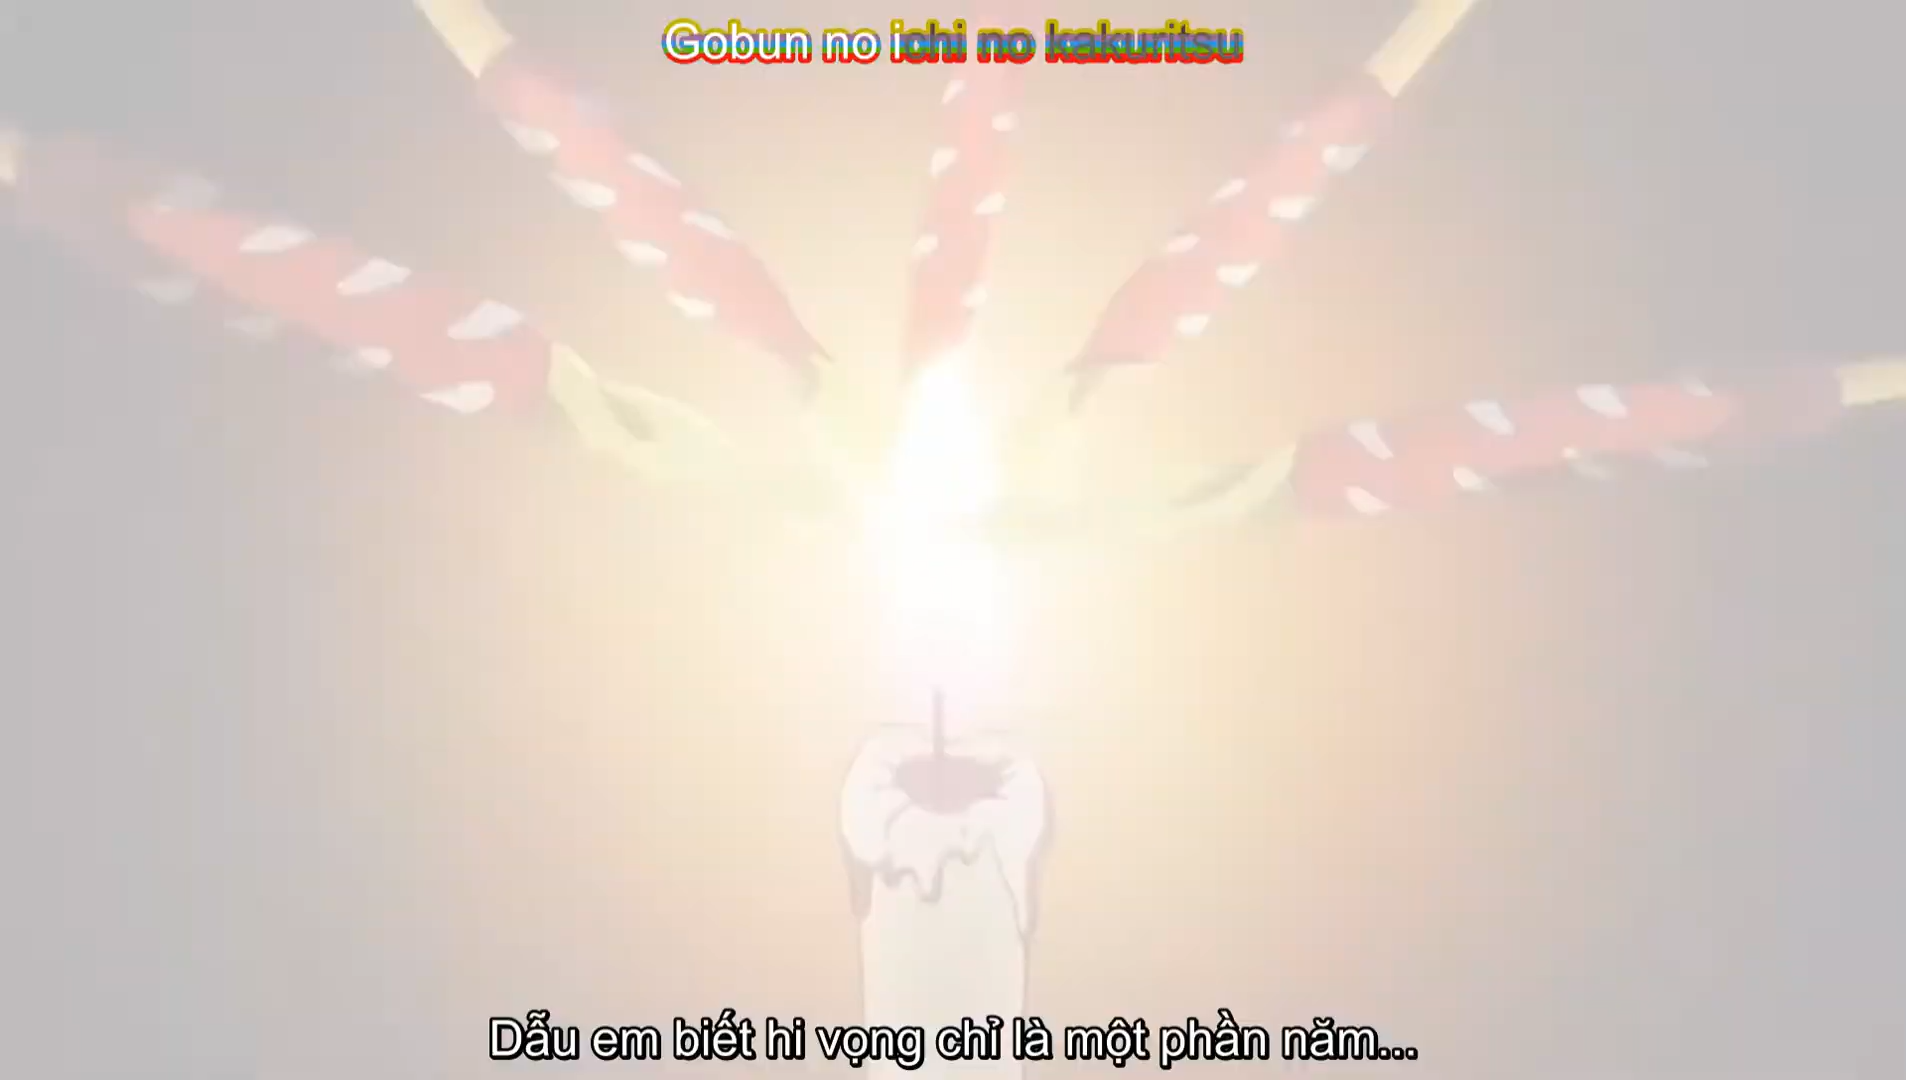 Gobun no ichi no kakuritsu
Dẫu em biết hi vọng chỉ là một phần năm...